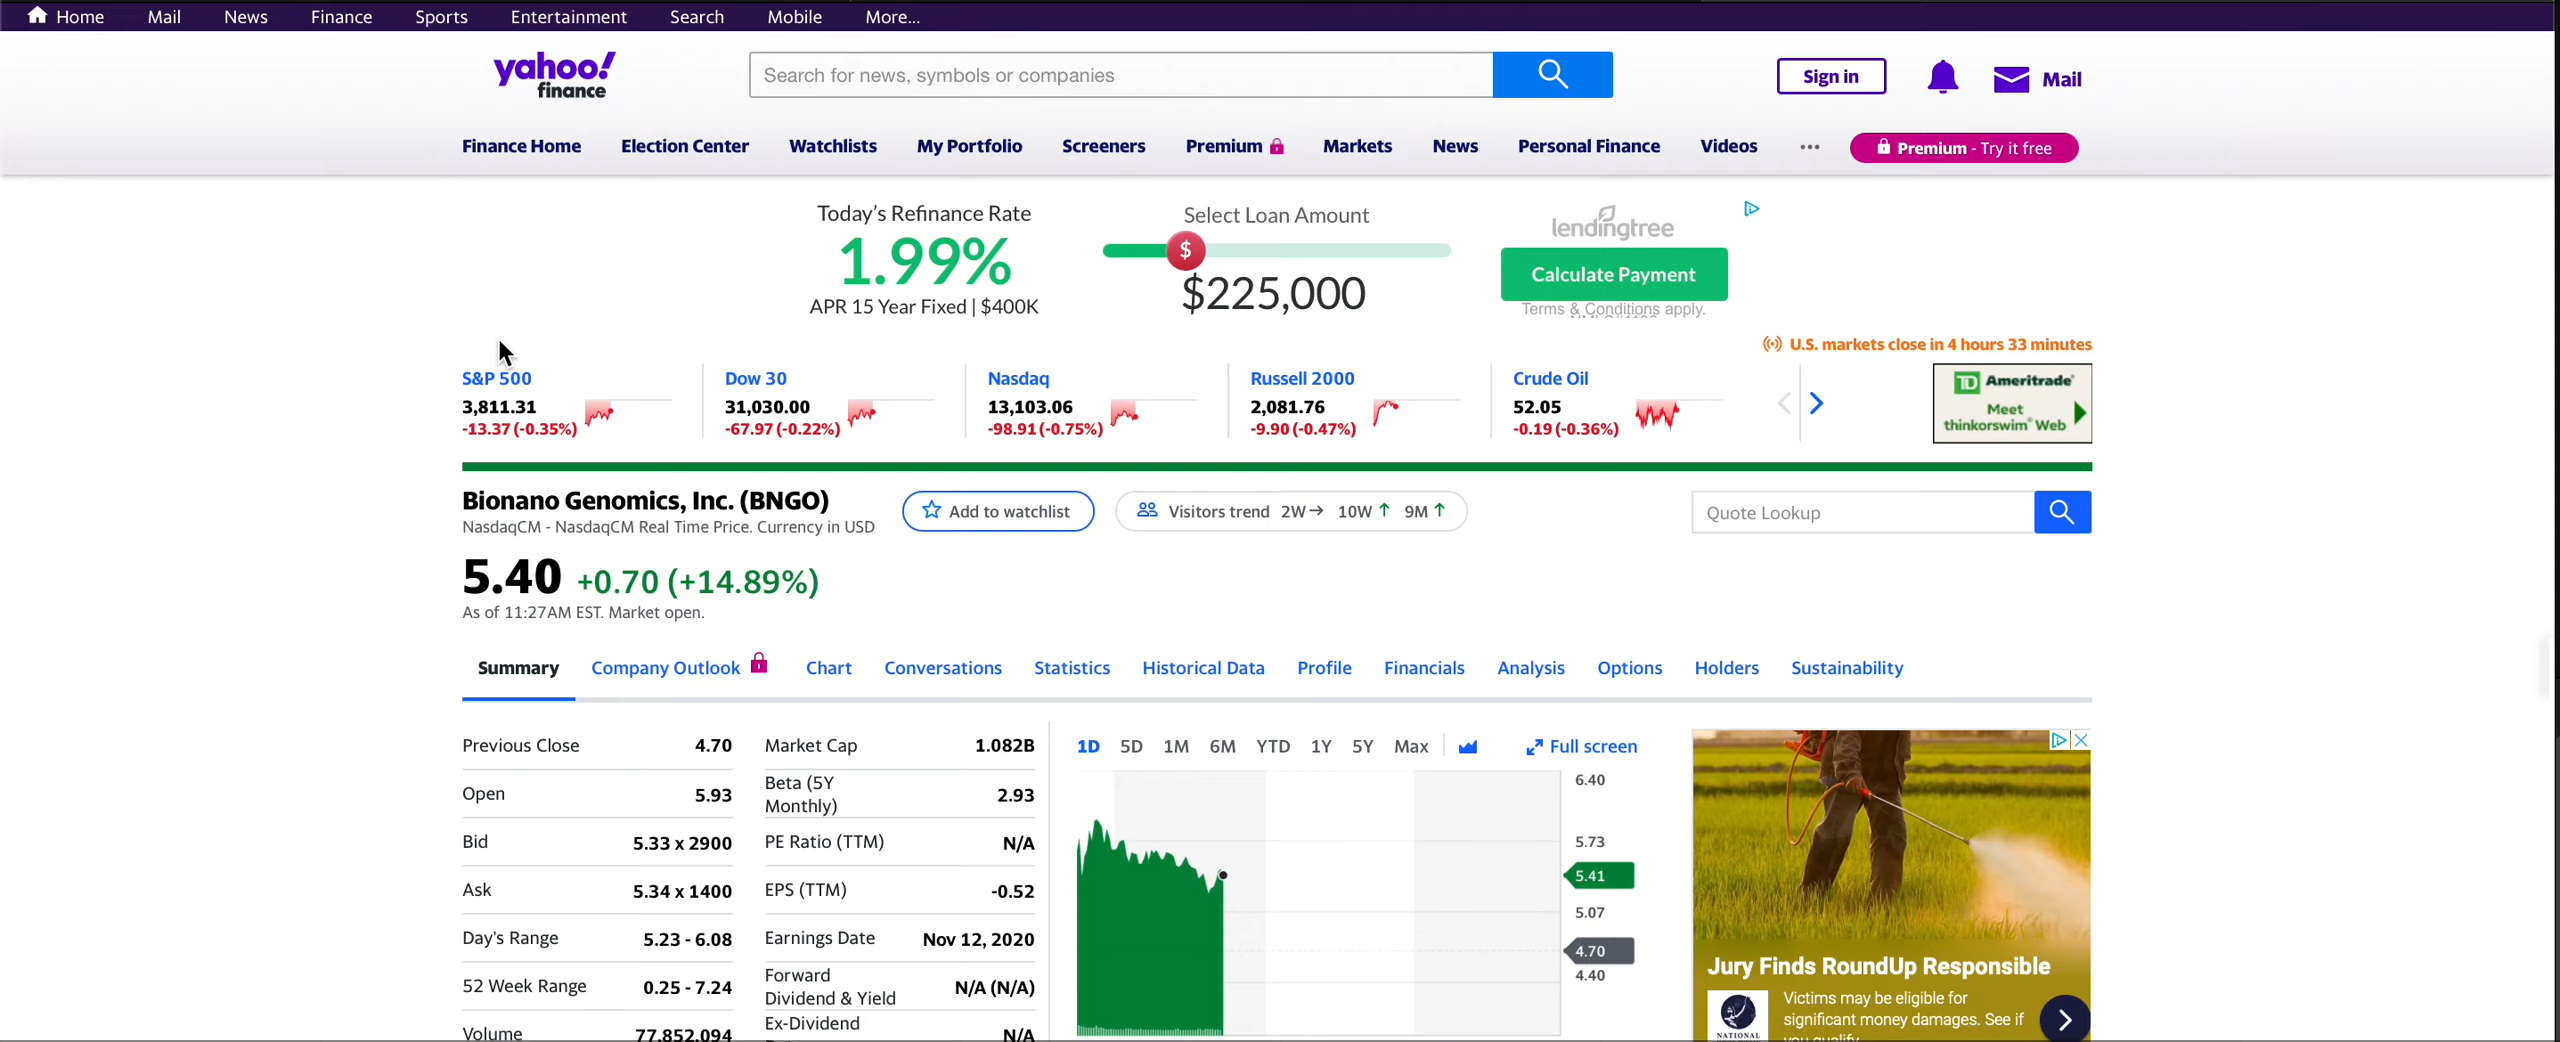 Home Mail News Finance Sports Entertainment Search Mobile More...
yahoo!
finance
Search for news, symbols or companies
Sign in
Mail
Finance Home Election Center Watchlists My Portfolio Screeners Premium Markets News Personal Finance Videos ••• Premium - Try it free
Today's Refinance Rate
1.99%
APR 15 Year Fixed | $400K
Select Loan Amount
$
$225,000
lendingtree
Calculate Payment
Terms & Conditions apply.
U.S. markets close in 4 hours 33 minutes
S&P 500
3,811.31
-13.37 (-0.35%)
Dow 30
31,030.00
-67.97 (-0.22%)
Nasdaq
13,103.06
-98.91 (-0.75%)
Russell 2000
2,081.76
-9.90 (-0.47%)
Crude Oil
52.05
-0.19 (-0.36%)
TD Ameritrade
Meet
thinkorswim® Web
Bionano Genomics, Inc. (BNGO)
NasdaqCM - NasdaqCM Real Time Price. Currency in USD
Add to watchlist
Visitors trend 2W→ 10W↑ 9M↑
Quote Lookup
5.40 +0.70 (+14.89%)
As of 11:27AM EST. Market open.
Summary Company Outlook Chart Conversations Statistics Historical Data Profile Financials Analysis Options Holders Sustainability
Previous Close 4.70
Open 5.93
Bid 5.33 x 2900
Ask 5.34 x 1400
Day's Range 5.23 - 6.08
52 Week Range 0.25 - 7.24
Volume 77,852,094
Market Cap 1.082B
Beta (5Y
Monthly) 2.93
PE Ratio (TTM) N/A
EPS (TTM) -0.52
Earnings Date Nov 12, 2020
Forward
Dividend & Yield N/A (N/A)
Ex-Dividend
N/A
1D 5D 1M 6M YTD 1Y 5Y Max Full screen
6.40
5.73
5.41
5.07
4.70
4.40
Jury Finds RoundUp Responsible
NATIONAL
Victims may be eligible for
significant money damages. See if
you qualify